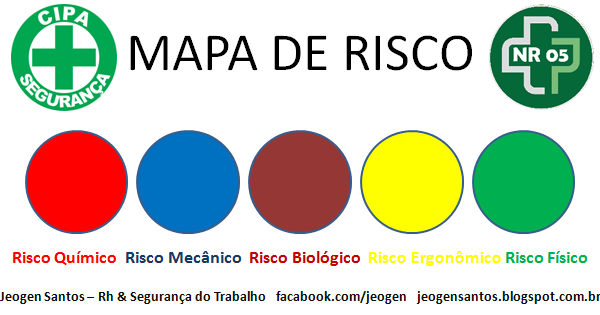 CIPA
SEGURANÇA
MAPA DE RISCO
NR 05
Risco Químico Risco Mecânico Risco Biológico Risco Ergonômico Risco Físico
Jeogen Santos – Rh & Segurança do Trabalho facebook.com/jeogen jeogensantos.blogspot.com.br